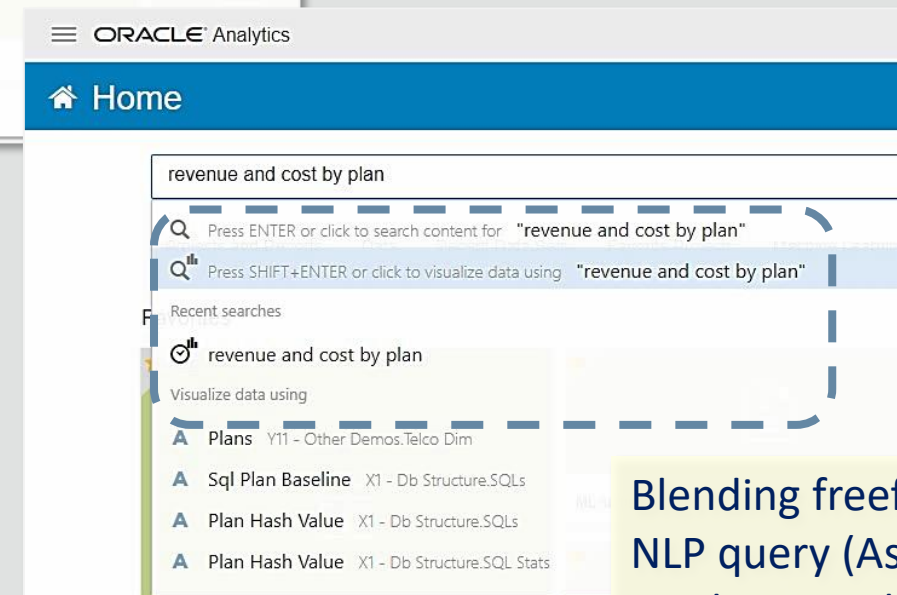 ORACLE Analytics
Home
revenue and cost by plan
Press ENTER or click to search content for "revenue and cost by plan"
Press SHIFT+ENTER or click to visualize data using "revenue and cost by plan"
Recent searches
revenue and cost by plan
Visualize data using
A Plans Y11 - Other Demos.Telco Dim
A Sql Plan Baseline X1 - Db Structure.SQLs
A Plan Hash Value X1 - Db Structure.SQLs
A Plan Hash Value X1 - Db Structure.SQL Stats
Blending
NLP query